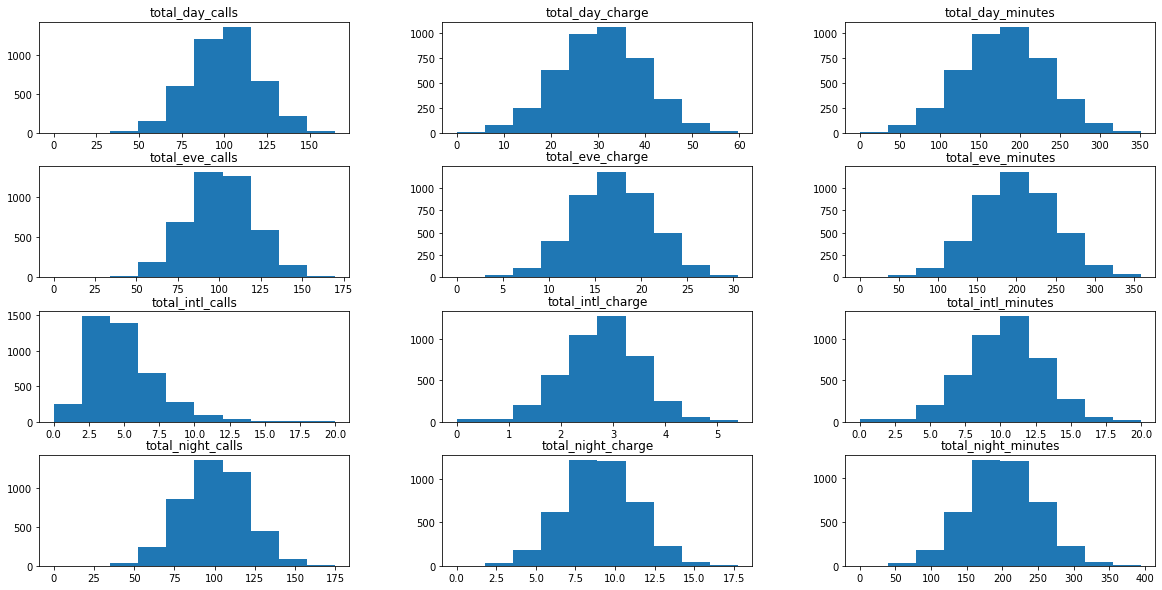 total_day_calls
1000
500
0
0 25 50 75 100 125 150
total_day_charge
1000
750
500
250
0
0 10 20 30 40 50 60
total_day_minutes
1000
750
500
250
0
0 50 100 150 200 250 300 350
total_eve_calls
1000
500
0
0 25 50 75 100 125 150 175
total_eve_charge
1000
750
500
250
0
0 5 10 15 20 25 30
total_eve_minutes
1000
750
500
250
0
0 50 100 150 200 250 300 350
total_intl_calls
1500
1000
500
0
0.0 2.5 5.0 7.5 10.0 12.5 15.0 17.5 20.0
total_intl_charge
1000
500
0
0 1 2 3 4 5
total_intl_minutes
1000
500
0
0.0 2.5 5.0 7.5 10.0 12.5 15.0 17.5 20.0
total_night_calls
1000
500
0
0 25 50 75 100 125 150 175
total_night_charge
1000
500
0
0.0 2.5 5.0 7.5 10.0 12.5 15.0 17.5
total_night_minutes
1000
500
0
0 50 100 150 200 250 300 350 400